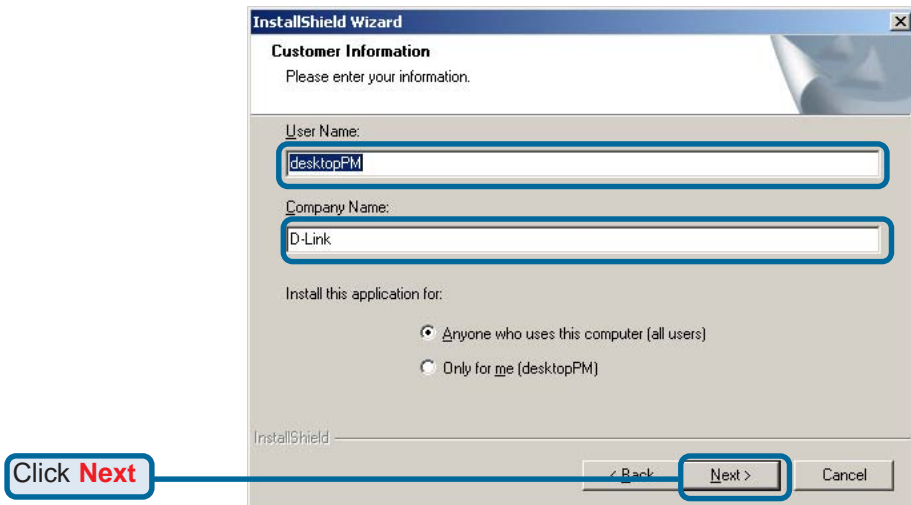 InstallShield Wizard
Customer Information
Please enter your information.
User Name:
desktopPM
Company Name:
D-Link
Install this application for:
Anyone who uses this computer (all users)
Only for me (desktopPM)
InstallShield
Click Next
< Back Next > Cancel